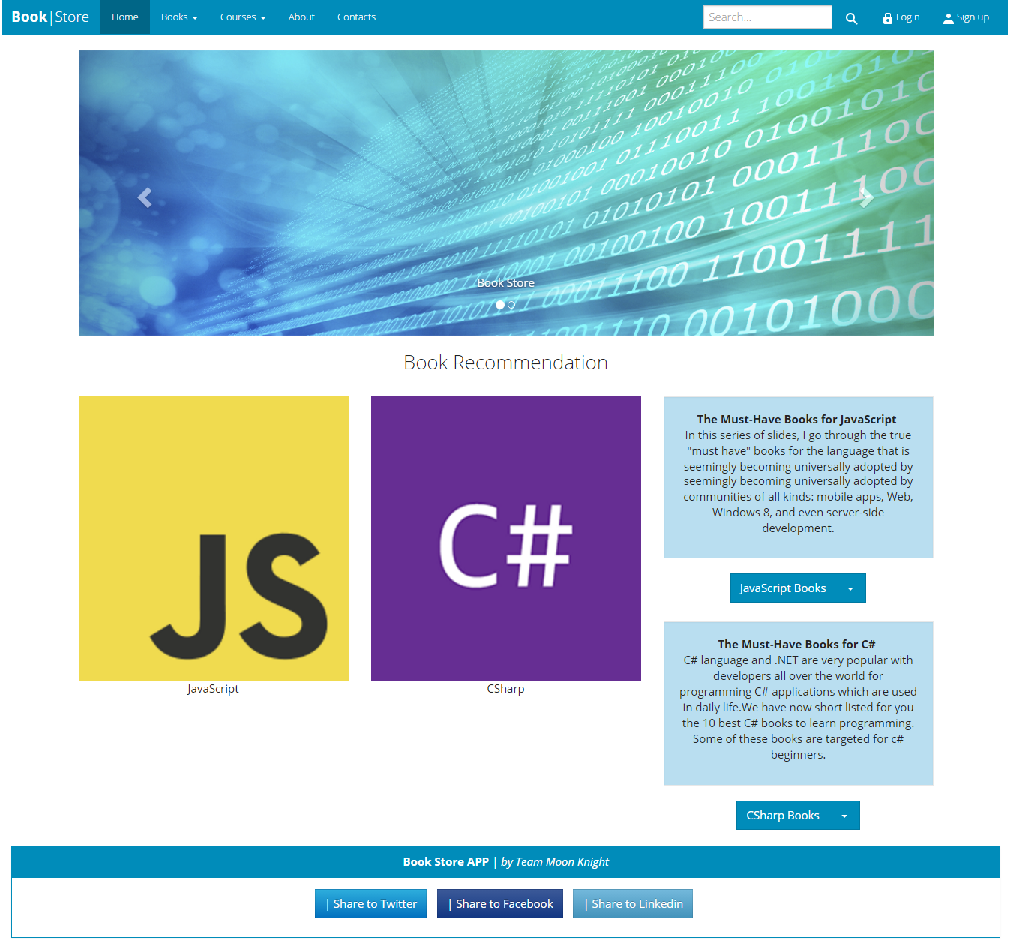 Book|Store Home Books Courses About Contacts Search... Login Sign up
Book Store
Book Recommendation
JS
C#
JavaScript
CSharp
The Must-Have Books for JavaScript
In this series of slides, I go through the true
"must have" books for the language that is
seemingly becoming universally adopted by
seemingly becoming universally adopted by
communities of all kinds: mobile apps, Web,
Windows 8, and even server-side
development.
JavaScript Books
The Must-Have Books for C#
C# language and .NET are very popular with
developers all over the world for
programming C# applications which are used
in daily life.We have now short listed for you
the 10 best C# books to learn programming.
Some of these books are targeted for c#
beginners.
CSharp Books
Book Store APP | by Team Moon Knight
| Share to Twitter | Share to Facebook | Share to Linkedin